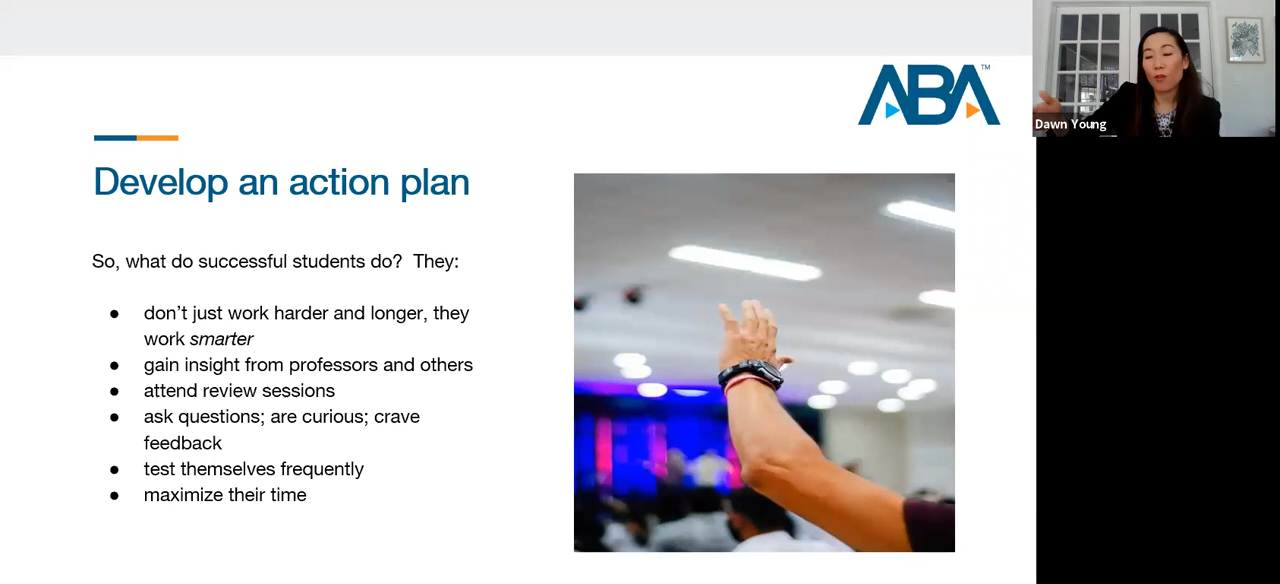 ABA™
Dawn Young
Develop an action plan
So, what do successful students do?  They:
● don’t just work harder and longer, they
work smarter
● gain insight from professors and others
● attend review sessions
● ask questions; are curious; crave
feedback
● test themselves frequently
● maximize their time